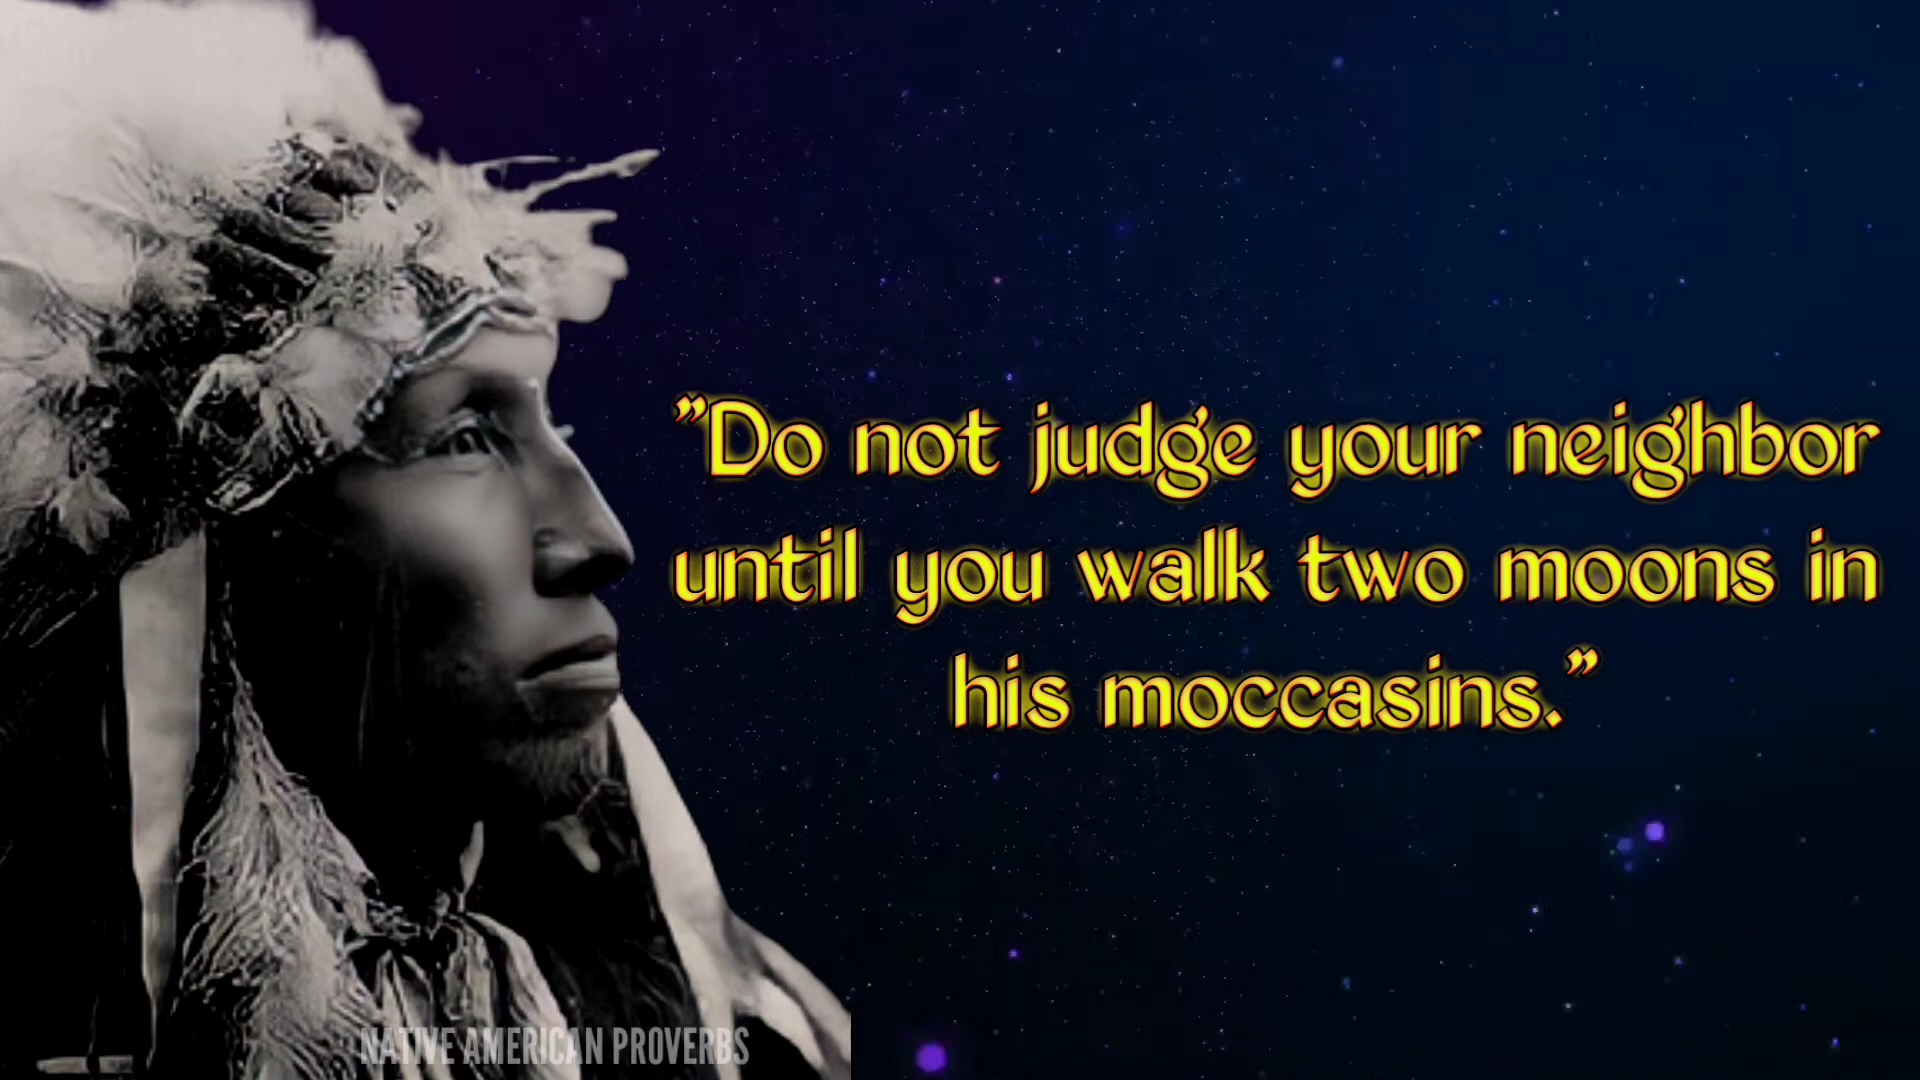 "Do not judge your neighbor
until you walk two moons in
his moccasins."
NATIVE AMERICAN PROVERBS